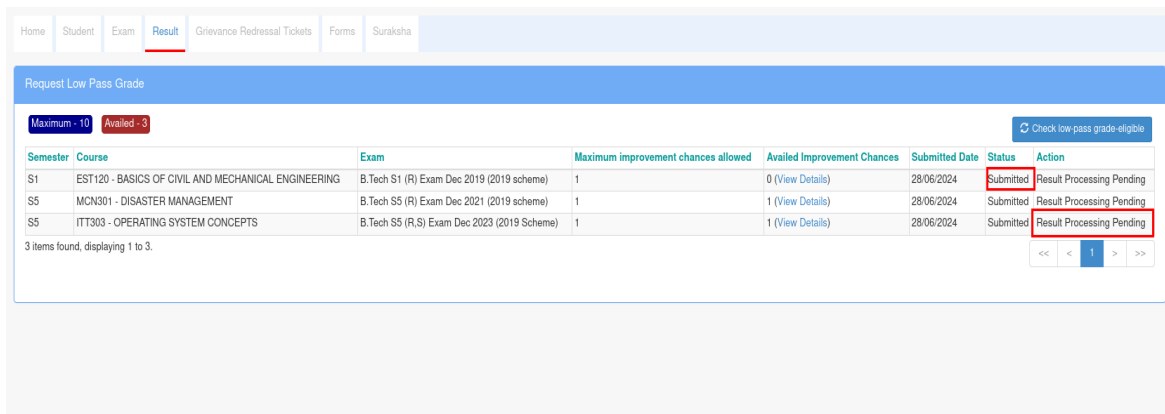 Home Student Exam Result Grievance Redressal Tickets Forms Suraksha
Request Low Pass Grade
Maximum - 10 Availed - 3
Check low-pass grade-eligible
Semester Course Exam Maximum improvement chances allowed Availed Improvement Chances Submitted Date Status Action
S1 EST120 - BASICS OF CIVIL AND MECHANICAL ENGINEERING B.Tech S1 (R) Exam Dec 2019 (2019 scheme) 1 0 (View Details) 28/06/2024 Submitted Result Processing Pending
S5 MCN301 - DISASTER MANAGEMENT B.Tech S5 (R) Exam Dec 2021 (2019 scheme) 1 1 (View Details) 28/06/2024 Submitted Result Processing Pending
S5 ITT303 - OPERATING SYSTEM CONCEPTS B.Tech S5 (R,S) Exam Dec 2023 (2019 Scheme) 1 1 (View Details) 28/06/2024 Submitted Result Processing Pending
3 items found, displaying 1 to 3.
<< < 1 > >>